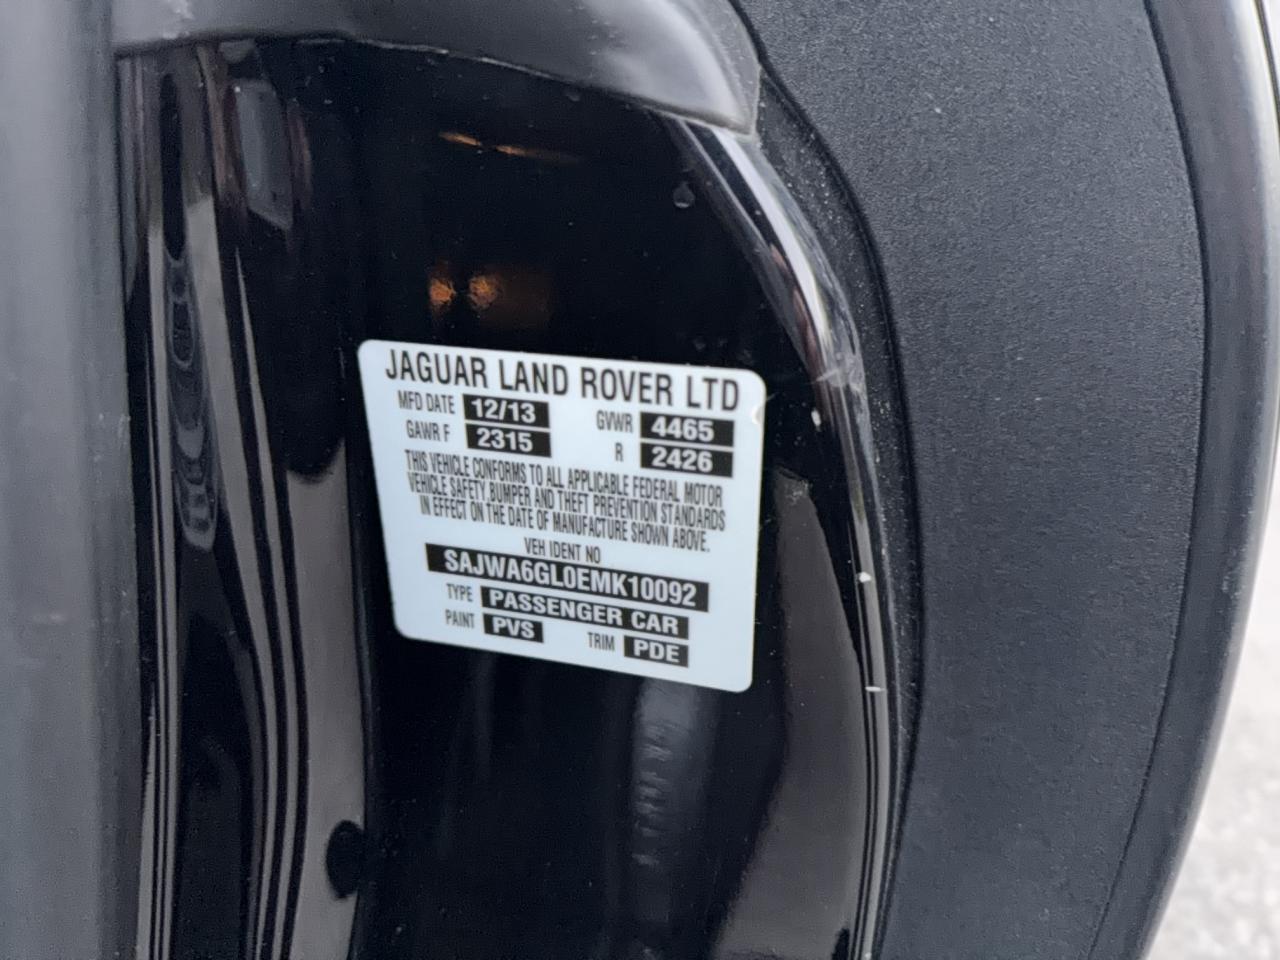 JAGUAR LAND ROVER LTD
MFD DATE 12/13 GVWR 4465
GAWR F 2315 R 2426
THIS VEHICLE CONFORMS TO ALL APPLICABLE FEDERAL MOTOR
VEHICLE SAFETY,BUMPER AND THEFT PREVENTION STANDARDS
IN EFFECT ON THE DATE OF MANUFACTURE SHOWN ABOVE.
VEH IDENT NO
SAJWA6GL0EMK10092
TYPE PASSENGER CAR
PAINT PVS TRIM PDE